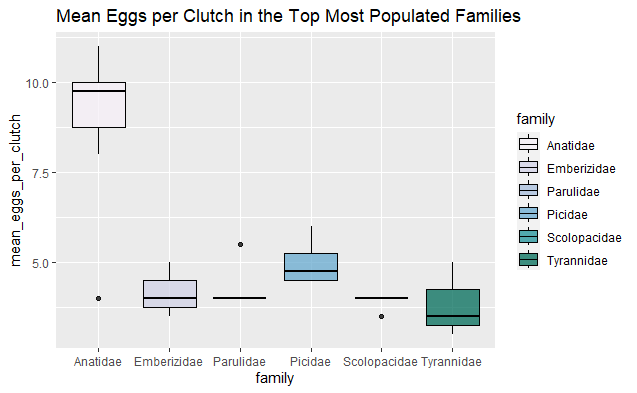 Mean Eggs per Clutch in the Top Most Populated Families
mean_eggs_per_clutch
10.0
7.5
5.0
Anatidae Emberizidae Parulidae Picidae Scolopacidae Tyrannidae
family
family
Anatidae
Emberizidae
Parulidae
Picidae
Scolopacidae
Tyrannidae